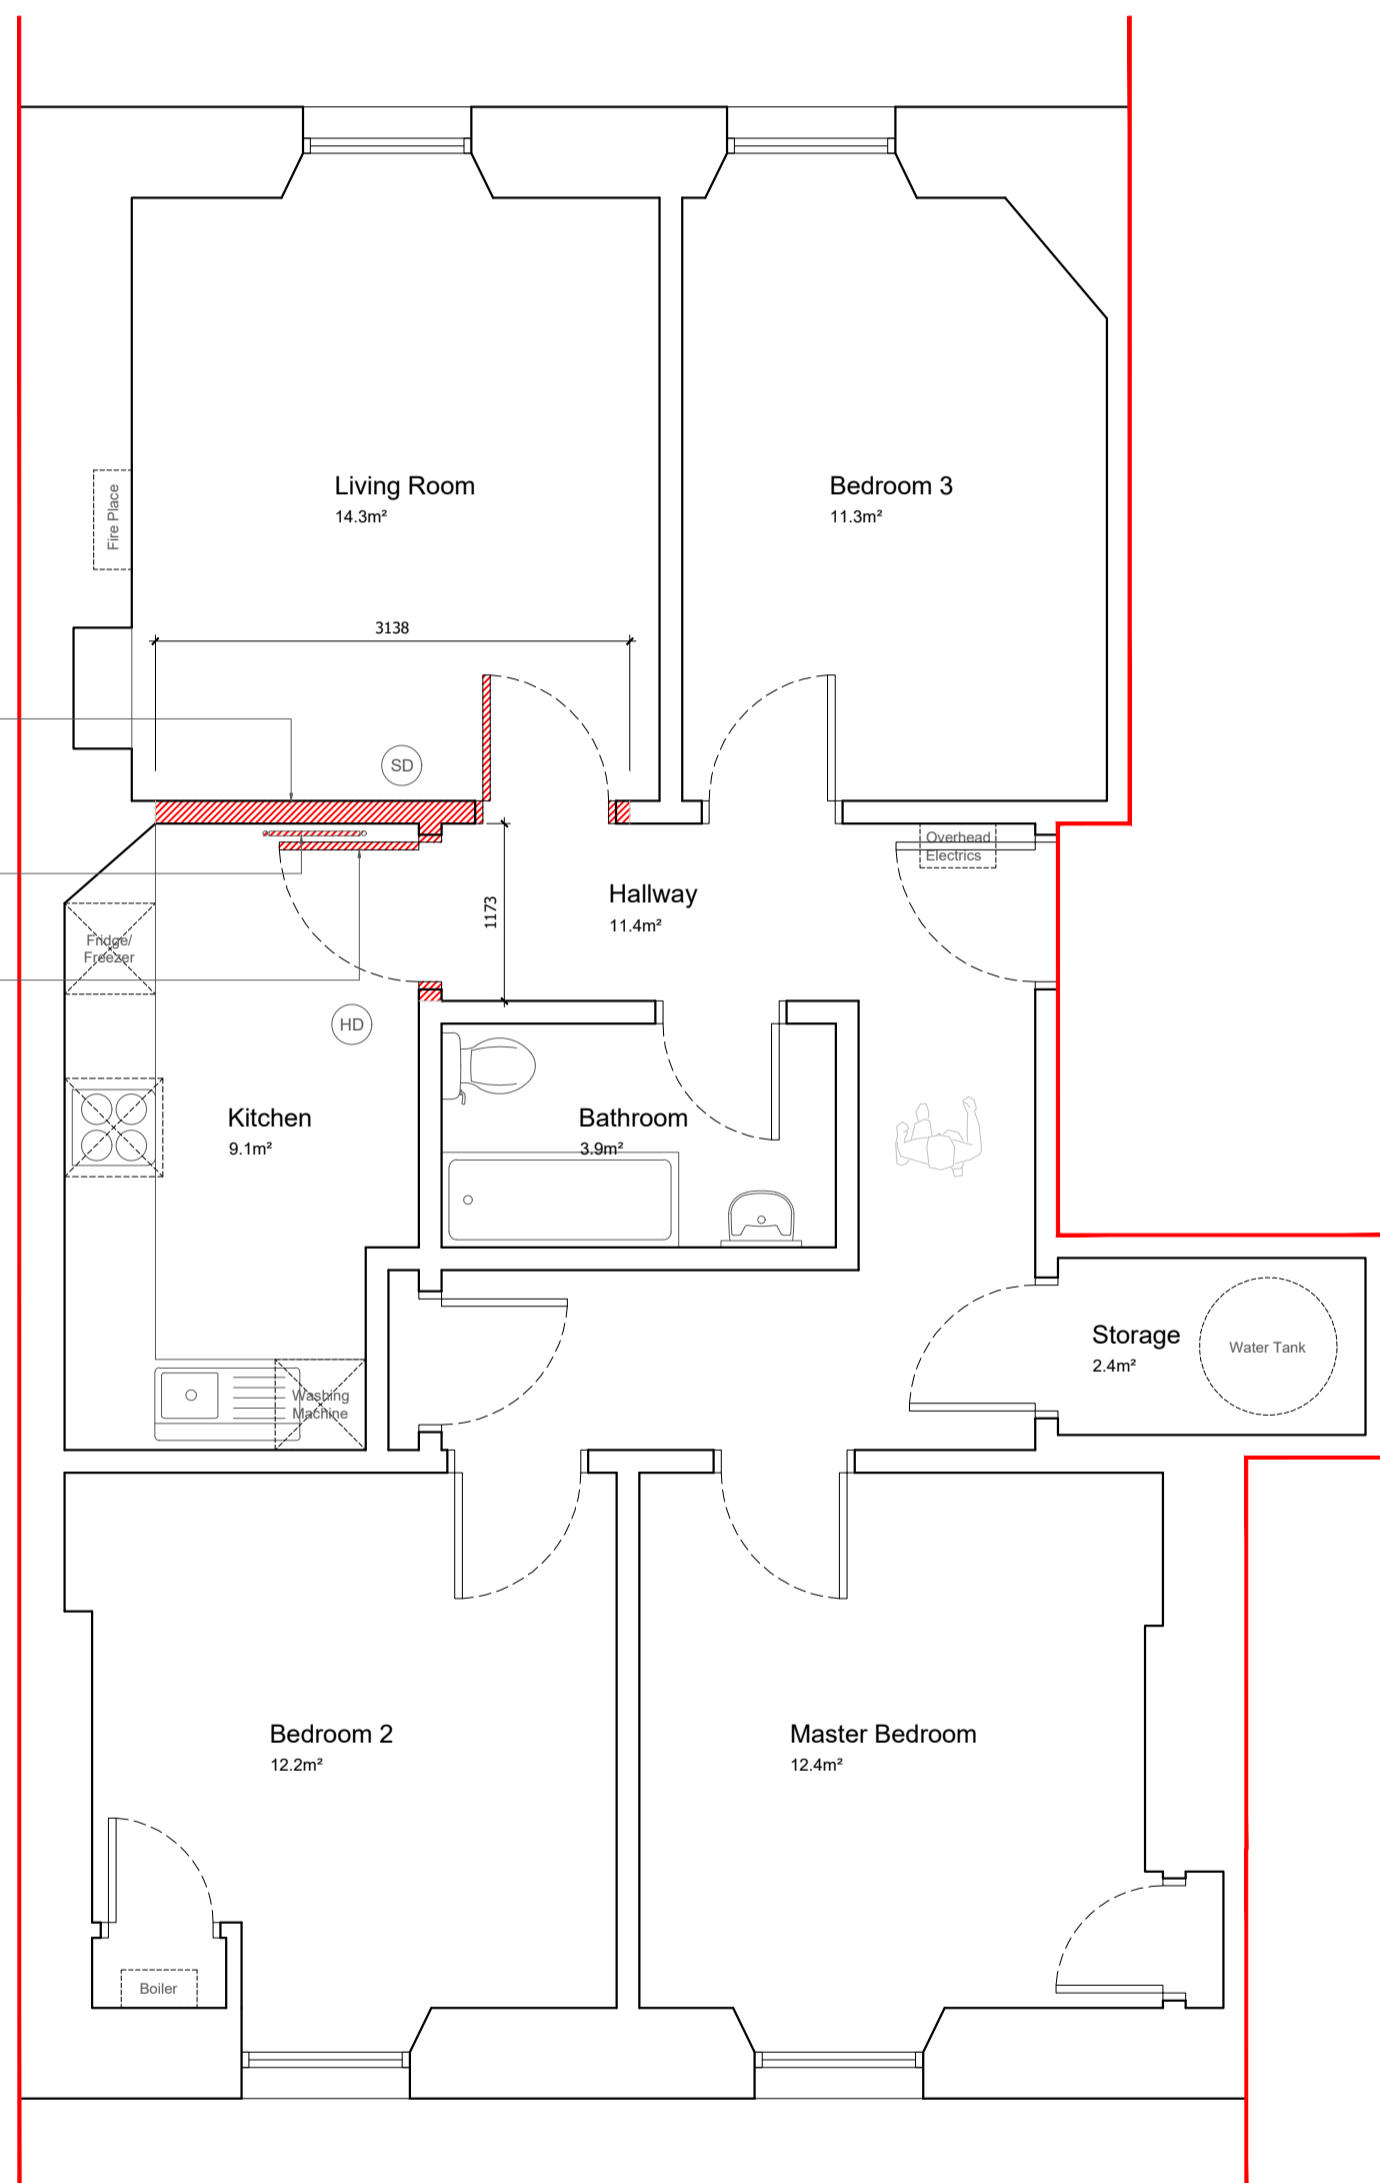 Living Room
14.3m²
Bedroom 3
11.3m²
Fire Place
3138
SD
Overhead
Electrics
Hallway
11.4m²
1173
Fridge/
Freezer
HD
Kitchen
9.1m²
Bathroom
3.9m²
Storage
2.4m²
Water Tank
Washing
Machine
Bedroom 2
12.2m²
Master Bedroom
12.4m²
Boiler